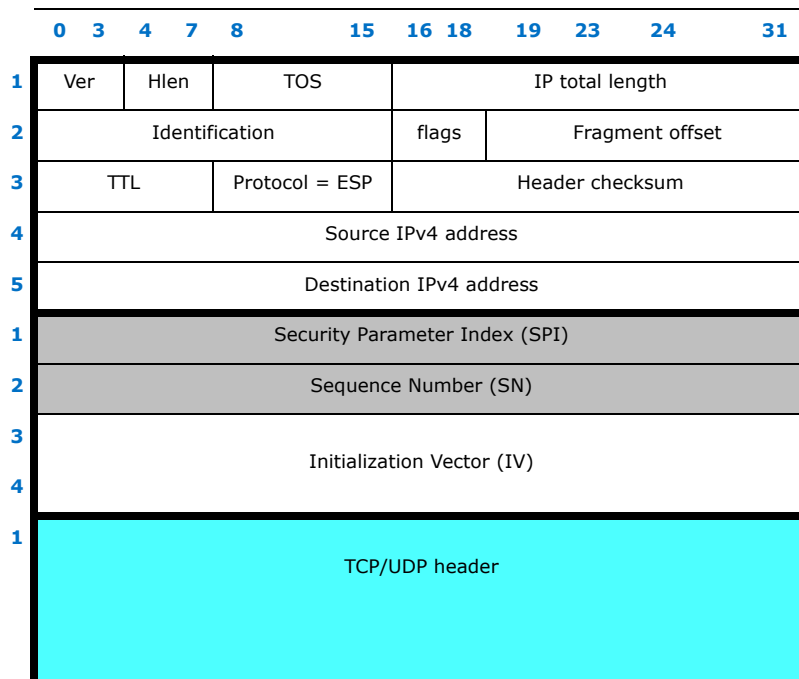 0 3 4 7 8 15 16 18 19 23 24 31
1 Ver Hlen TOS IP total length
2 Identification flags Fragment offset
3 TTL Protocol = ESP Header checksum
4 Source IPv4 address
5 Destination IPv4 address
1 Security Parameter Index (SPI)
2 Sequence Number (SN)
3
Initialization Vector (IV)
4
1
TCP/UDP header